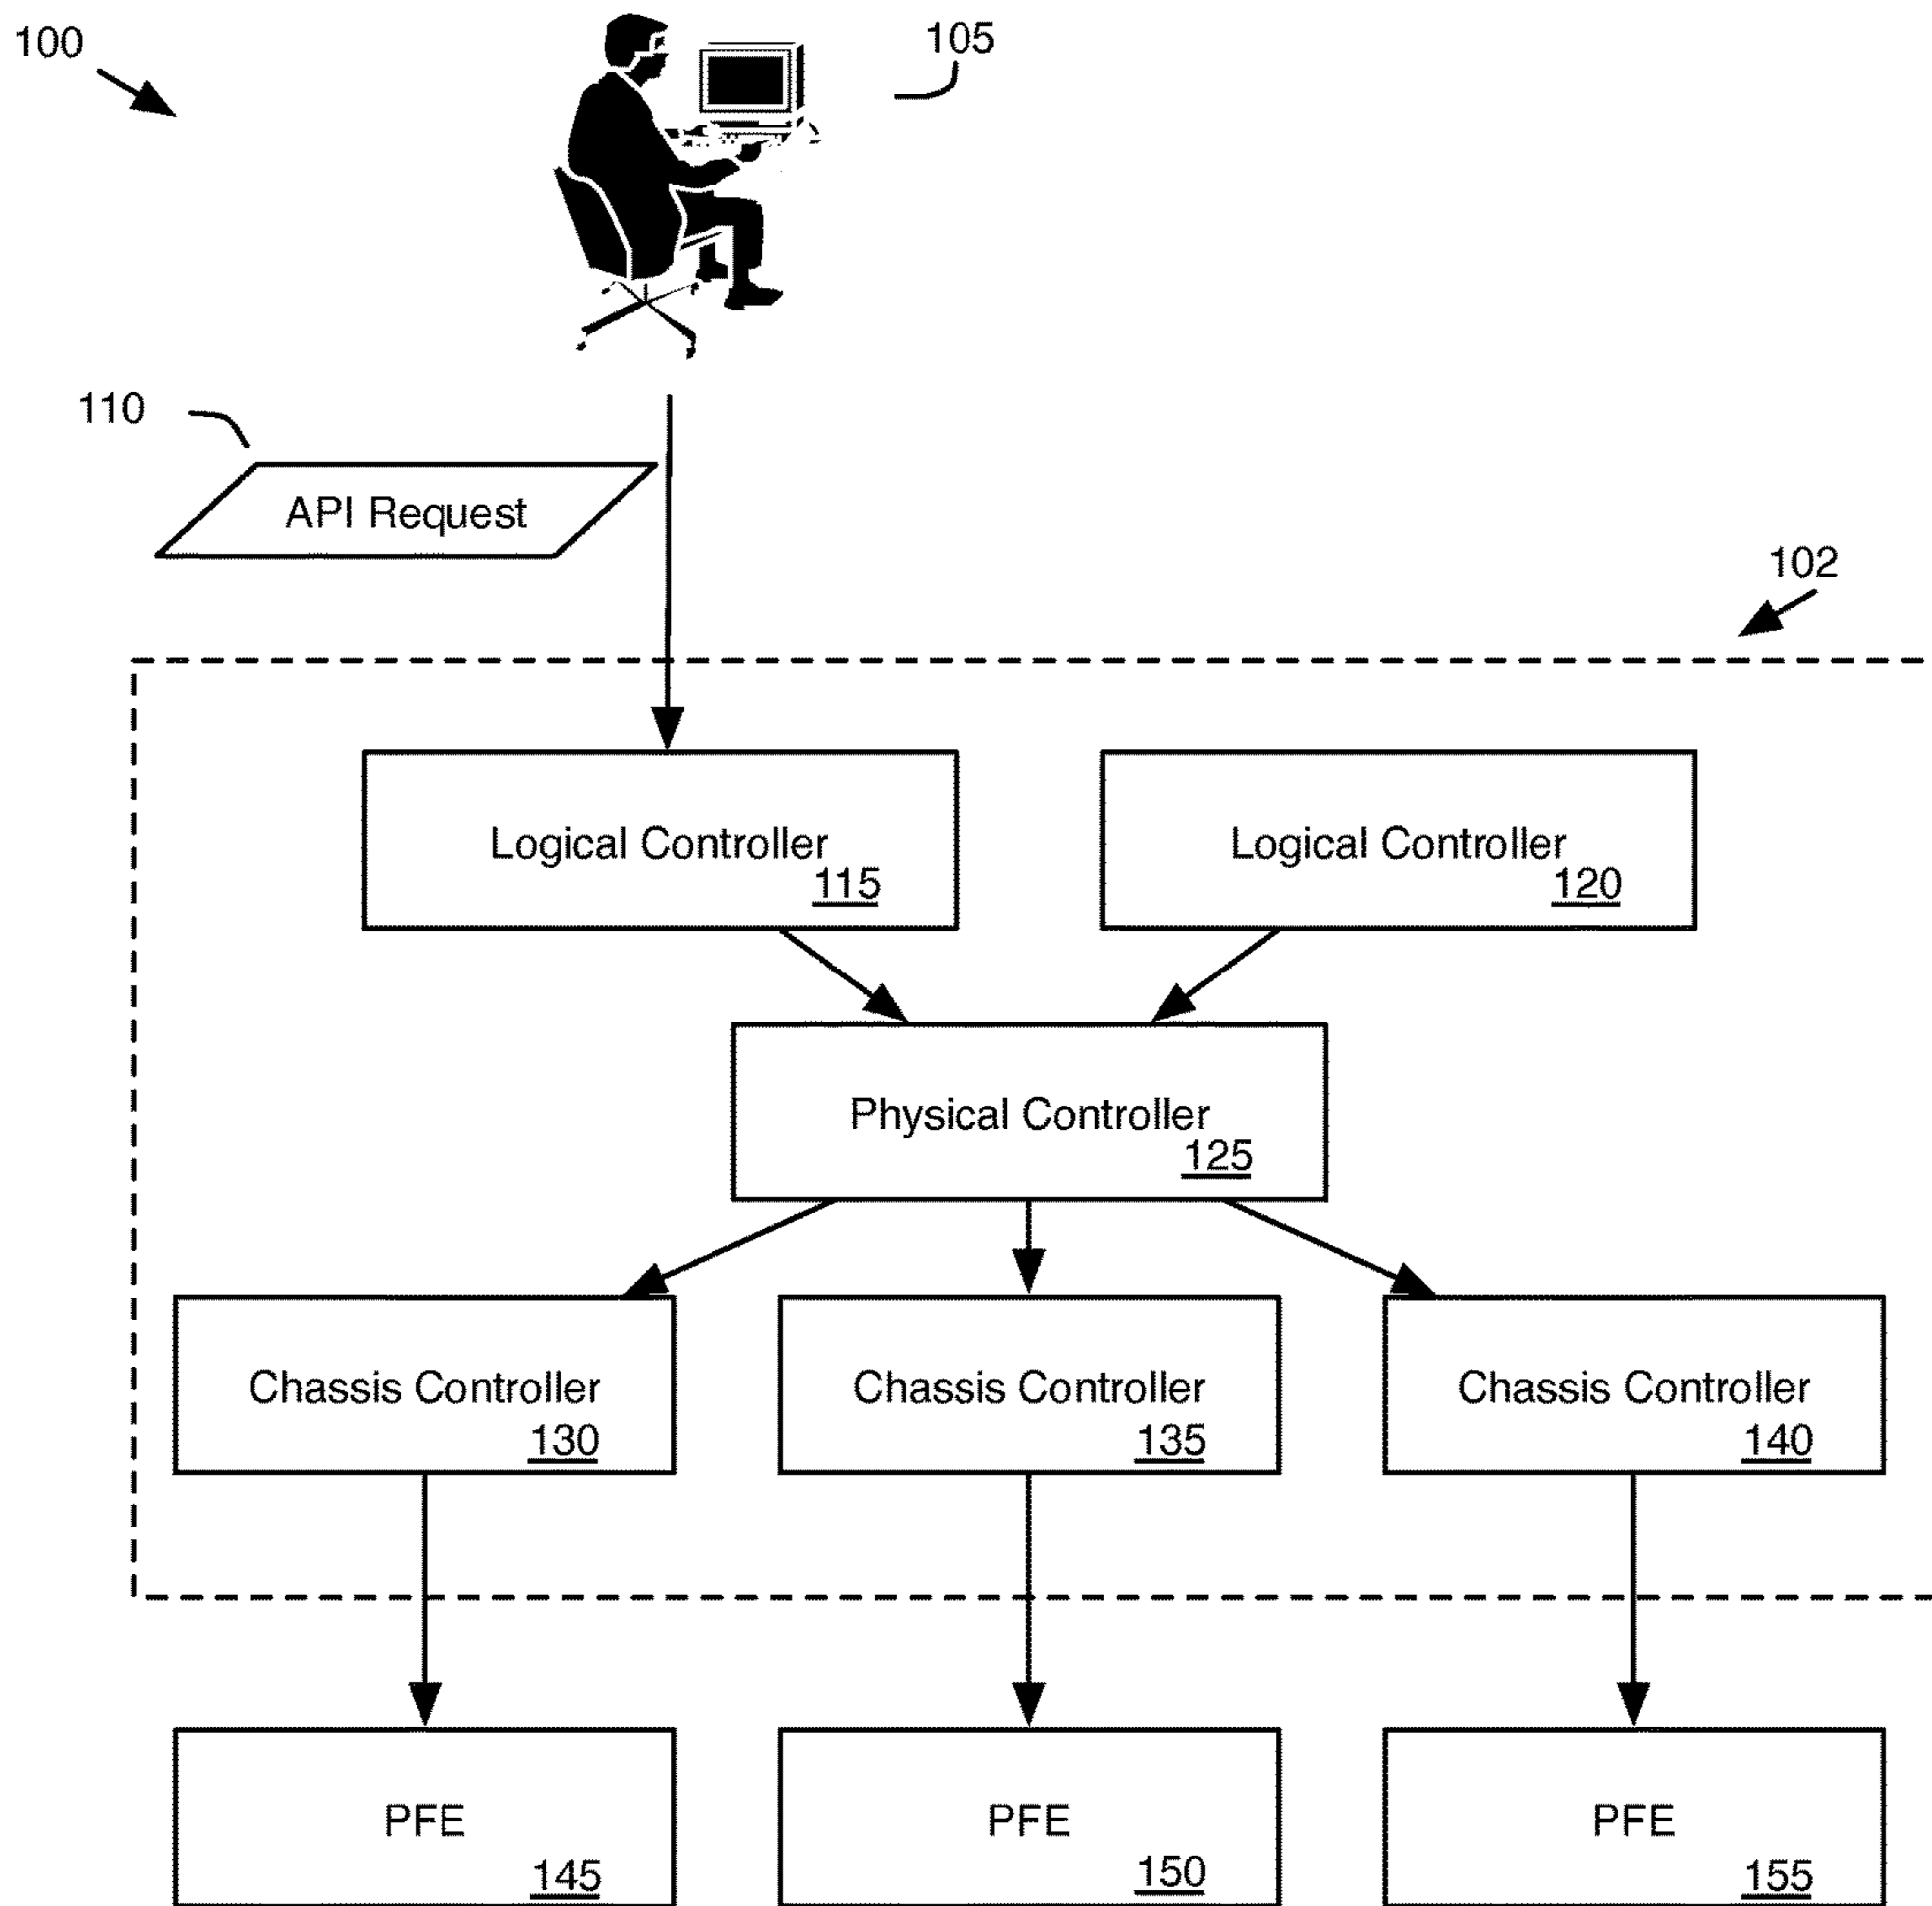 100
105
110
API Request
102
Logical Controller
115
Logical Controller
120
Physical Controller
125
Chassis Controller
130
Chassis Controller
135
Chassis Controller
140
PFE
145
PFE
150
PFE
155